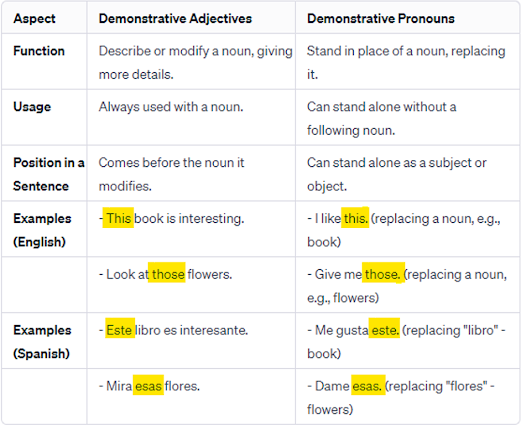 Aspect Demonstrative Adjectives Demonstrative Pronouns
Function Describe or modify a noun, giving more details. Stand in place of a noun, replacing it.
Usage Always used with a noun. Can stand alone without a following noun.
Position in a Sentence Comes before the noun it modifies. Can stand alone as a subject or object.
Examples (English) - This book is interesting. - I like this. (replacing a noun, e.g., book)
- Look at those flowers. - Give me those. (replacing a noun, e.g., flowers)
Examples (Spanish) - Este libro es interesante. - Me gusta este. (replacing "libro" - book)
- Mira esas flores. - Dame esas. (replacing "flores" - flowers)